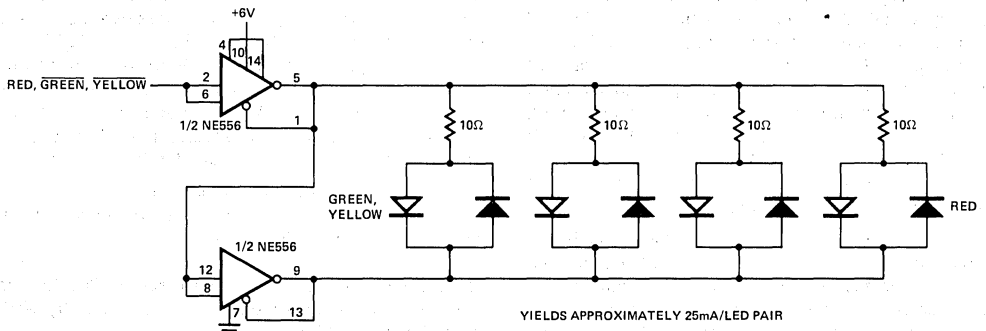 +6V
4
10
14
RED, GREEN, YELLOW
2
6
5
1
1/2 NE556
10Ω
10Ω
10Ω
10Ω
GREEN,
YELLOW
RED
1/2 NE556
12
8
9
7
13
YIELDS APPROXIMATELY 25mA/LED PAIR